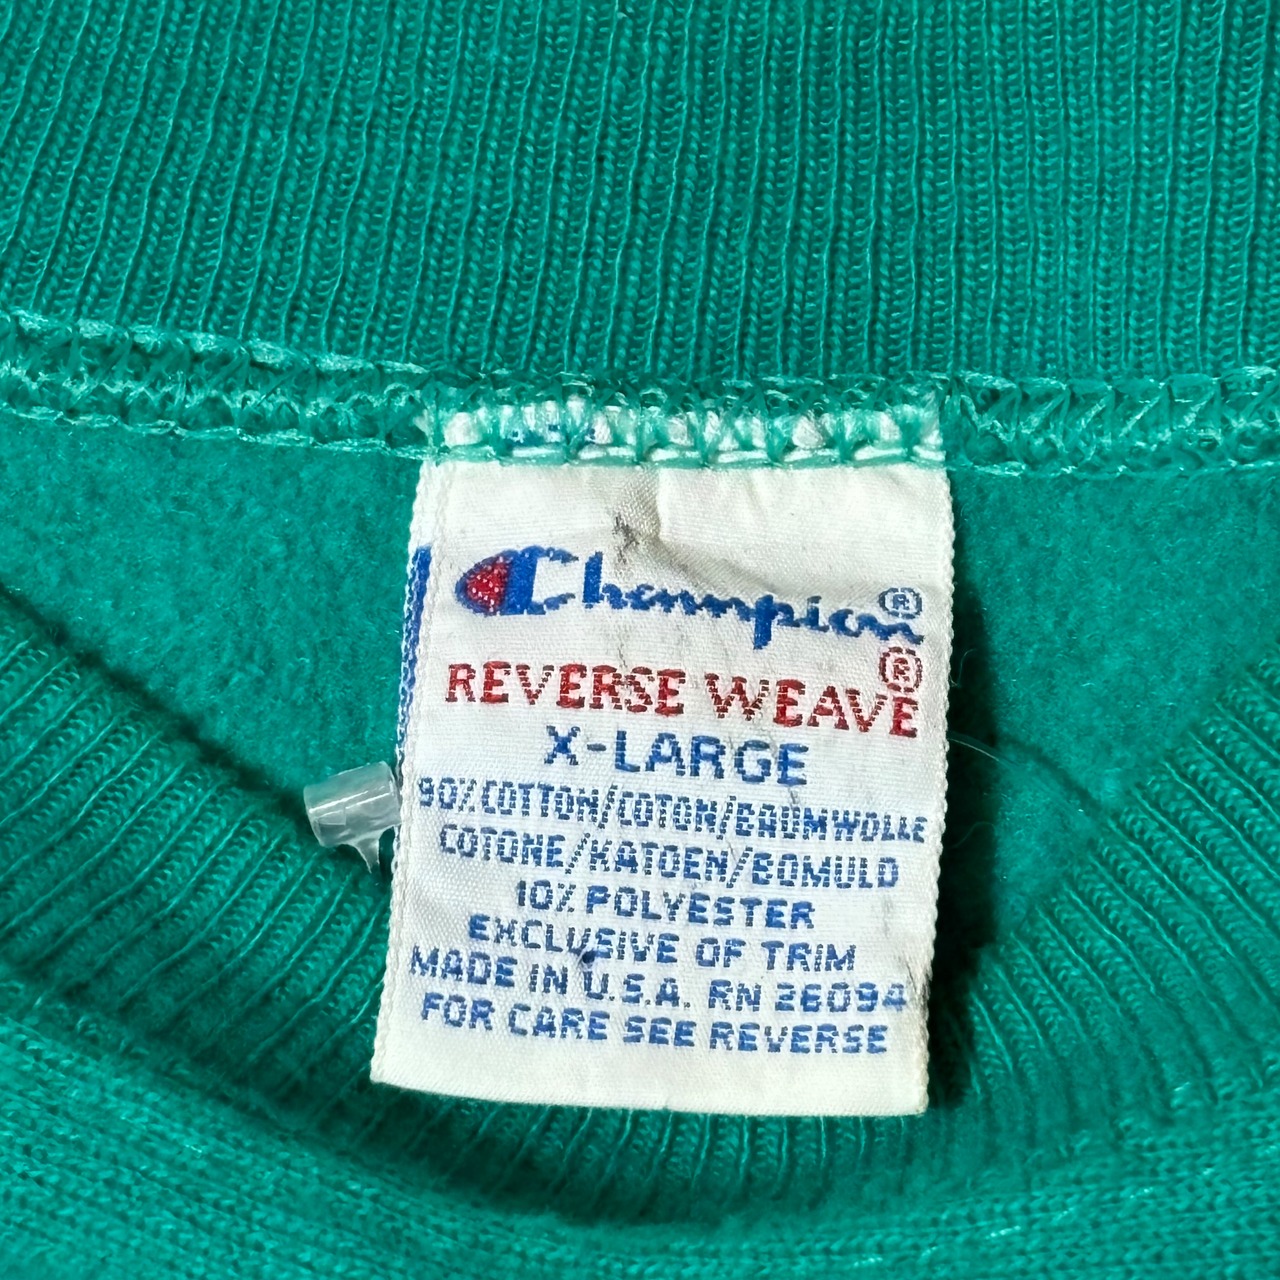 Champion®
REVERSE WEAVE®
X-LARGE
90% COTTON/COTON/BAUMWOLLE
COTONE/KATOEN/BOMULD
10% POLYESTER
EXCLUSIVE OF TRIM
MADE IN U.S.A. RN 26094
FOR CARE SEE REVERSE